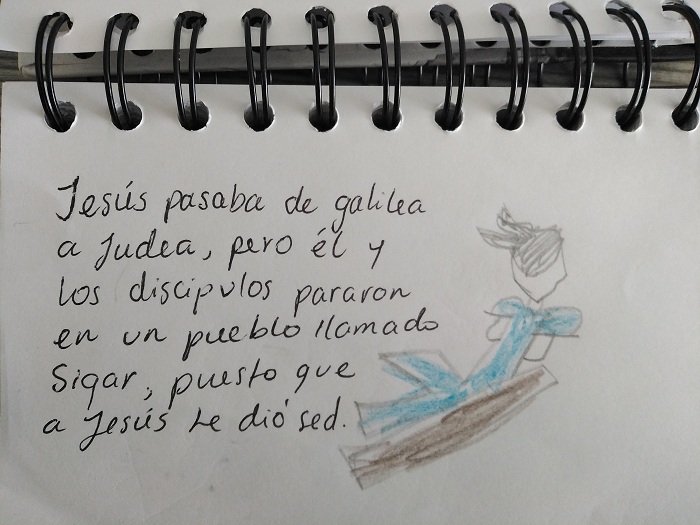 Jesús pasaba de galilea
a Judea, pero él y
los discipulos pararon
en un pueblo llamado
Sigar, puesto que
a Jesús le dió sed.